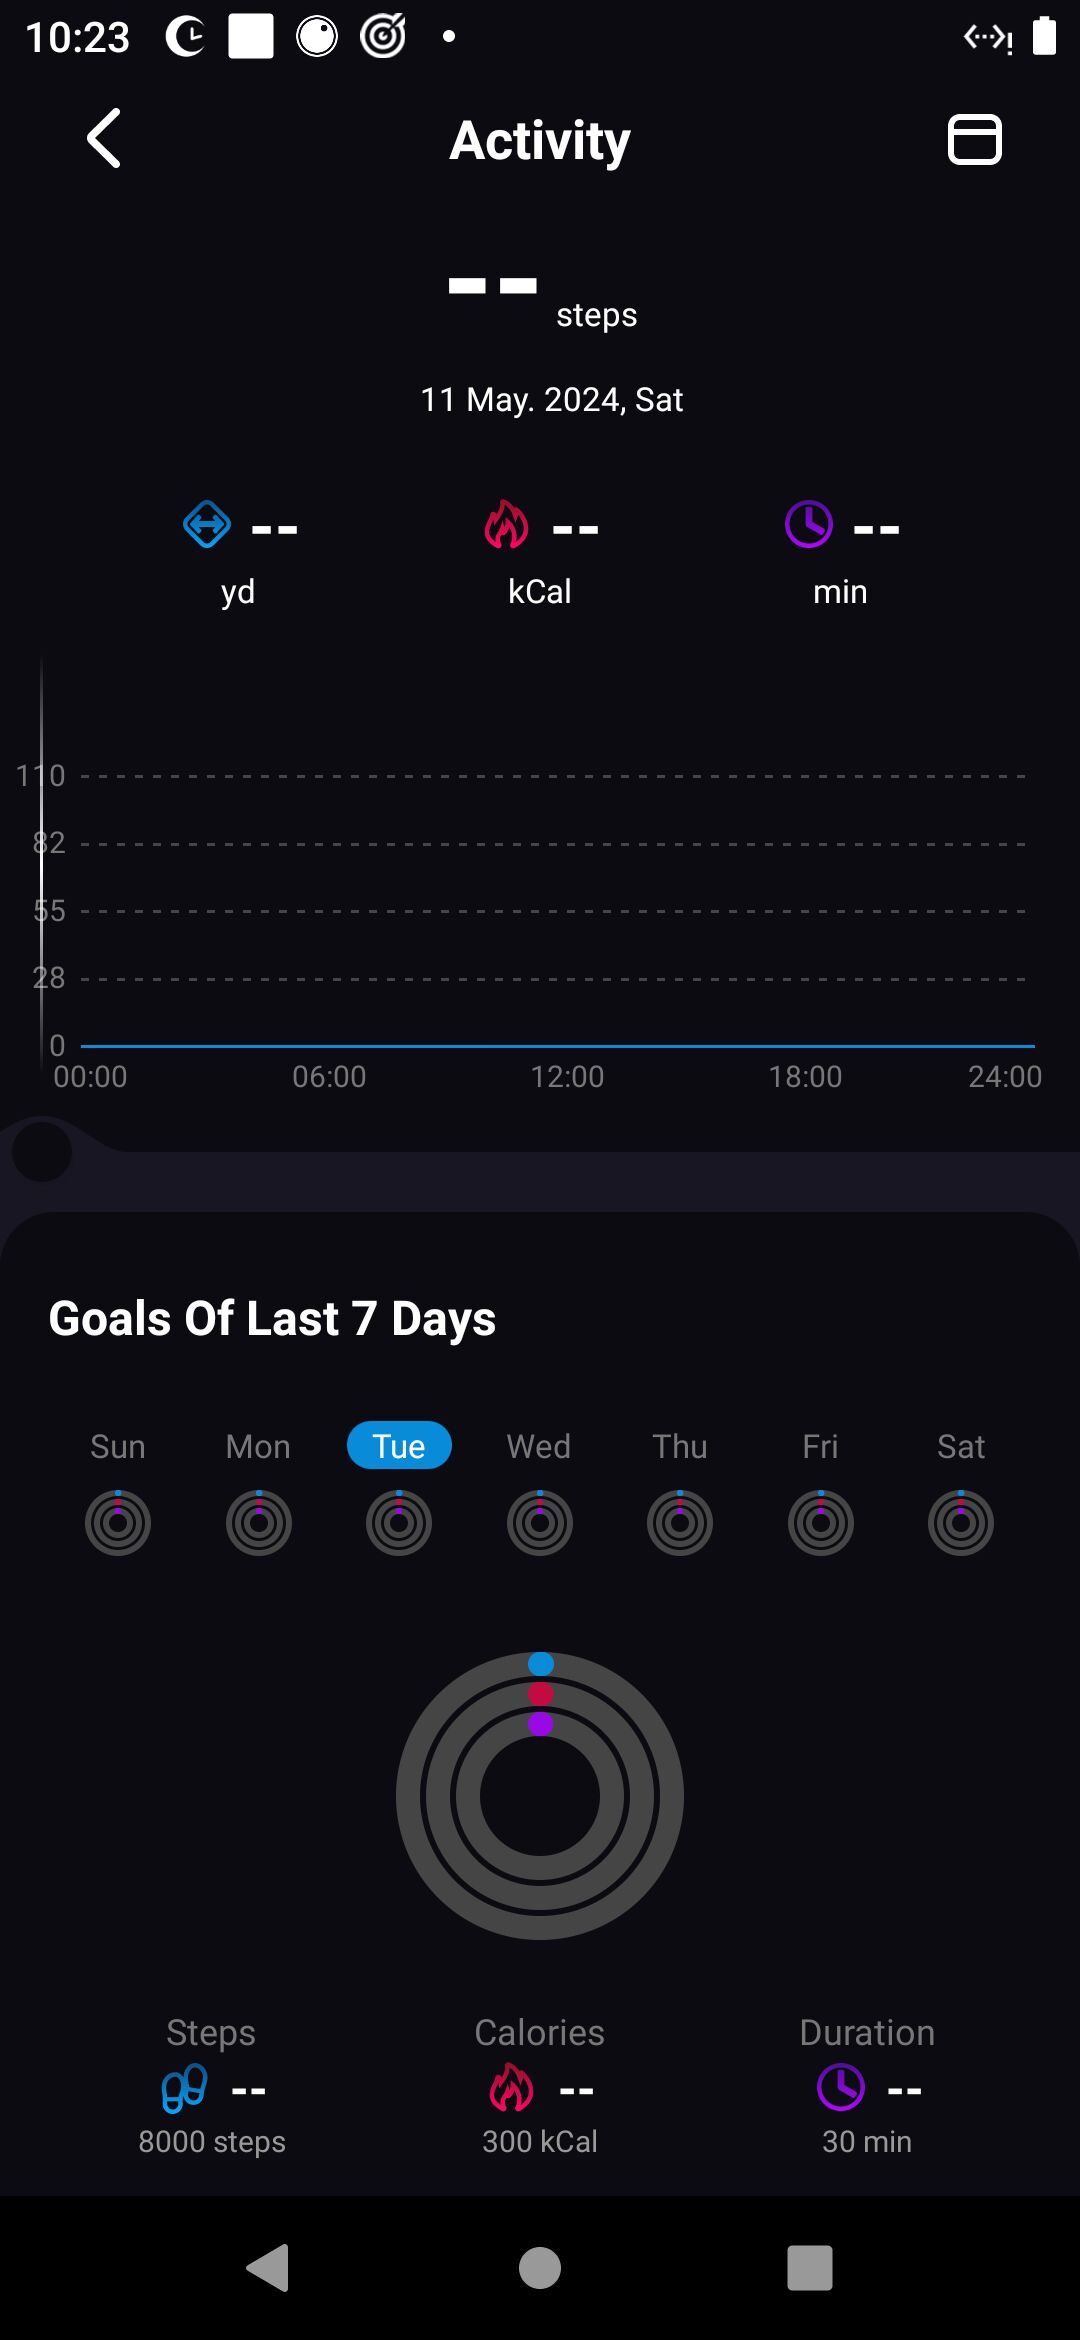 10:23
Activity
-- steps
11 May. 2024, Sat
-- -- --
yd kCal min
110
82
55
28
0
00:00 06:00 12:00 18:00 24:00
Goals Of Last 7 Days
Sun Mon Tue Wed Thu Fri Sat
Steps Calories Duration
-- -- --
8000 steps 300 kCal 30 min